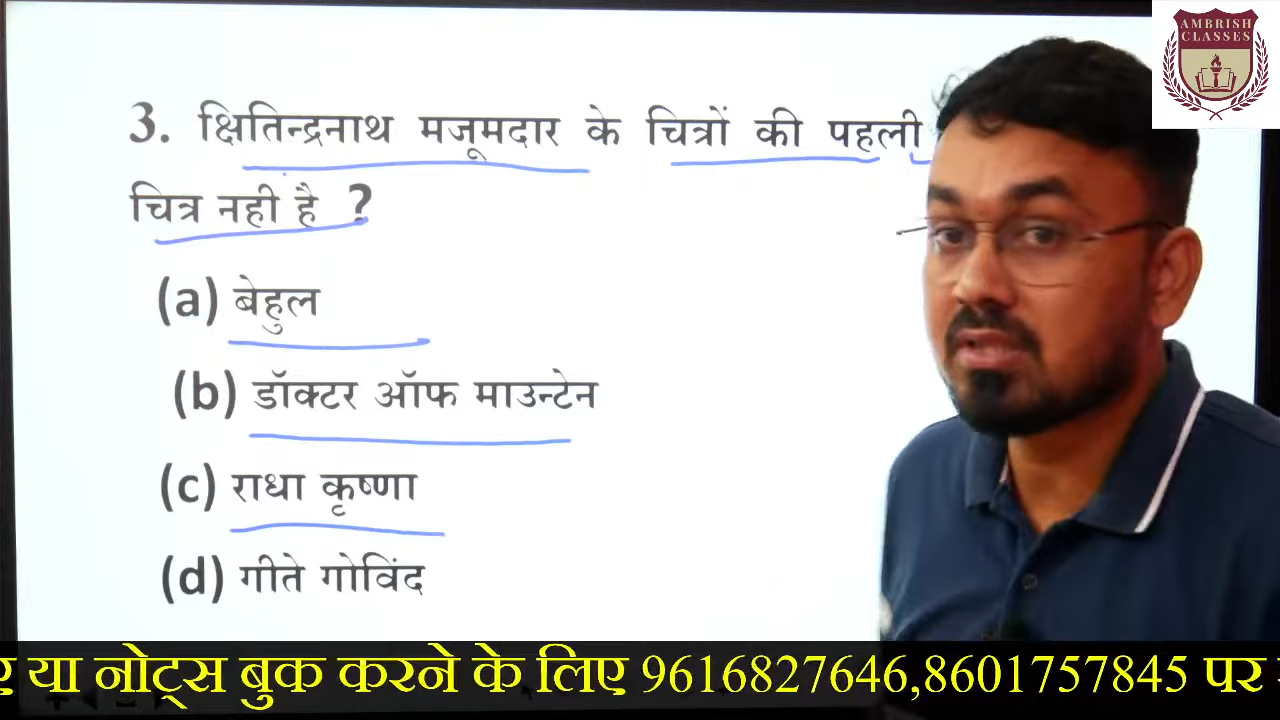 AMBRISH
CLASSES
3. क्षितिन्द्रनाथ मजूमदार के चित्रों की पहली
चित्र नही है ?
(a) बेहुल
(b) डॉक्टर ऑफ माउन्टेन
(c) राधा कृष्णा
(d) गीते गोविंद
या नोट्स बुक करने के लिए 9616827646,8601757845 पर